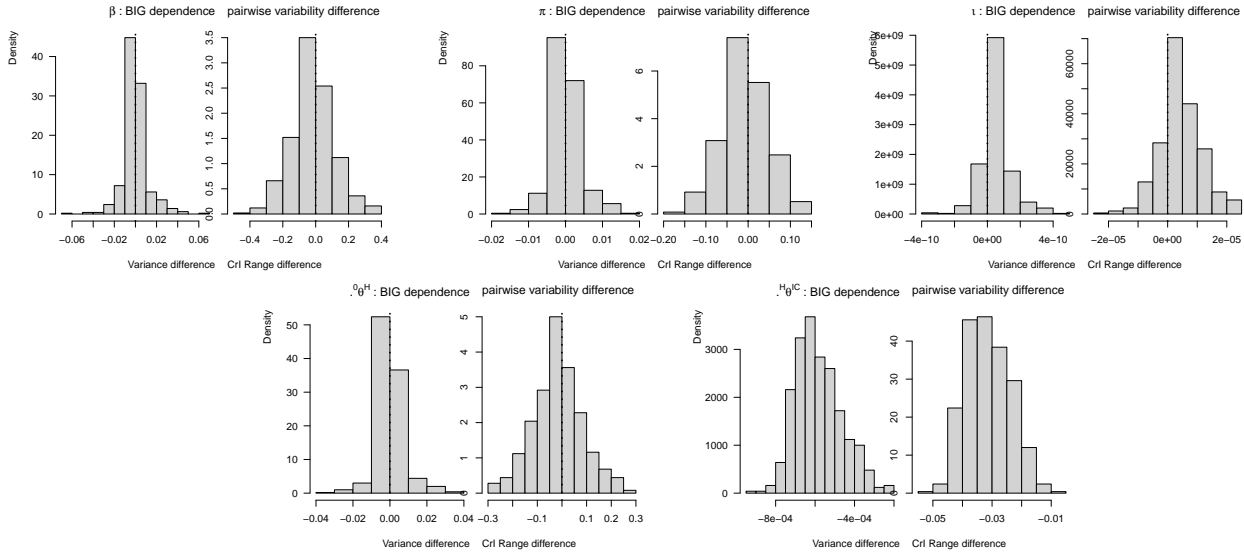 β : BIG dependence pairwise variability difference
Density
0 10 20 30 40
−0.06 −0.02 0.02 0.06
Variance difference
0.0 0.5 1.0 1.5 2.0 2.5 3.0 3.5
−0.4 −0.2 0.0 0.2 0.4
CrI Range difference
π : BIG dependence pairwise variability difference
Density
0 20 40 60 80
−0.02 −0.01 0.00 0.01 0.02
Variance difference
0 2 4 6
−0.20 −0.10 0.00 0.10
CrI Range difference
ι : BIG dependence pairwise variability difference
Density
0e+00 1e+09 2e+09 3e+09 4e+09 5e+09 6e+09
−4e−10 0e+00 4e−10
Variance difference
0 20000 40000 60000
−2e−05 0e+00 2e−05
CrI Range difference
.⁰θᴴ : BIG dependence pairwise variability difference
Density
0 10 20 30 40 50
−0.04 −0.02 0.00 0.02 0.04
Variance difference
0 1 2 3 4 5
−0.3 −0.1 0.1 0.3
CrI Range difference
.ᴴθᴵᶜ : BIG dependence pairwise variability difference
Density
0 1000 2000 3000
−8e−04 −4e−04
Variance difference
0 10 20 30 40
−0.05 −0.03 −0.01
CrI Range difference